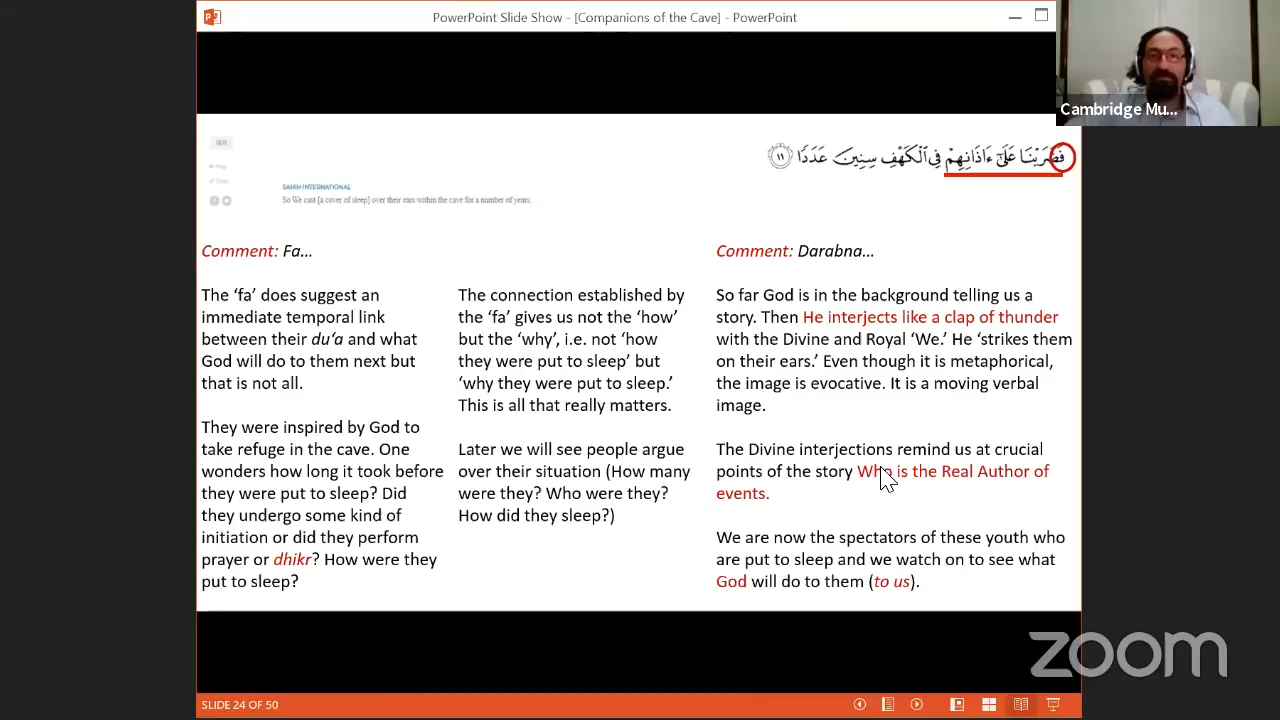 PowerPoint Slide Show - [Companions of the Cave] - PowerPoint
Cambridge Mu...
فَضَرَبْنَا عَلَىٰٓ ءَاذَانِهِمْ فِى ٱلْكَهْفِ سِنِينَ عَدَدًا ١١
SAHIH INTERNATIONAL
So We cast [a cover of sleep] over their ears within the cave for a number of years.
Comment: Fa...
The ‘fa’ does suggest an
immediate temporal link
between their du‘a and what
God will do to them next but
that is not all.
They were inspired by God to
take refuge in the cave. One
wonders how long it took before
they were put to sleep? Did
they undergo some kind of
initiation or did they perform
prayer or dhikr? How were they
put to sleep?
The connection established by
the ‘fa’ gives us not the ‘how’
but the ‘why’, i.e. not ‘how
they were put to sleep’ but
‘why they were put to sleep.’
This is all that really matters.
Later we will see people argue
over their situation (How many
were they? Who were they?
How did they sleep?)
Comment: Darabna...
So far God is in the background telling us a
story. Then He interjects like a clap of thunder
with the Divine and Royal ‘We.’ He ‘strikes them
on their ears.’ Even though it is metaphorical,
the image is evocative. It is a moving verbal
image.
The Divine interjections remind us at crucial
points of the story Who is the Real Author of
events.
We are now the spectators of these youth who
are put to sleep and we watch on to see what
God will do to them (to us).
zoom
SLIDE 24 OF 50